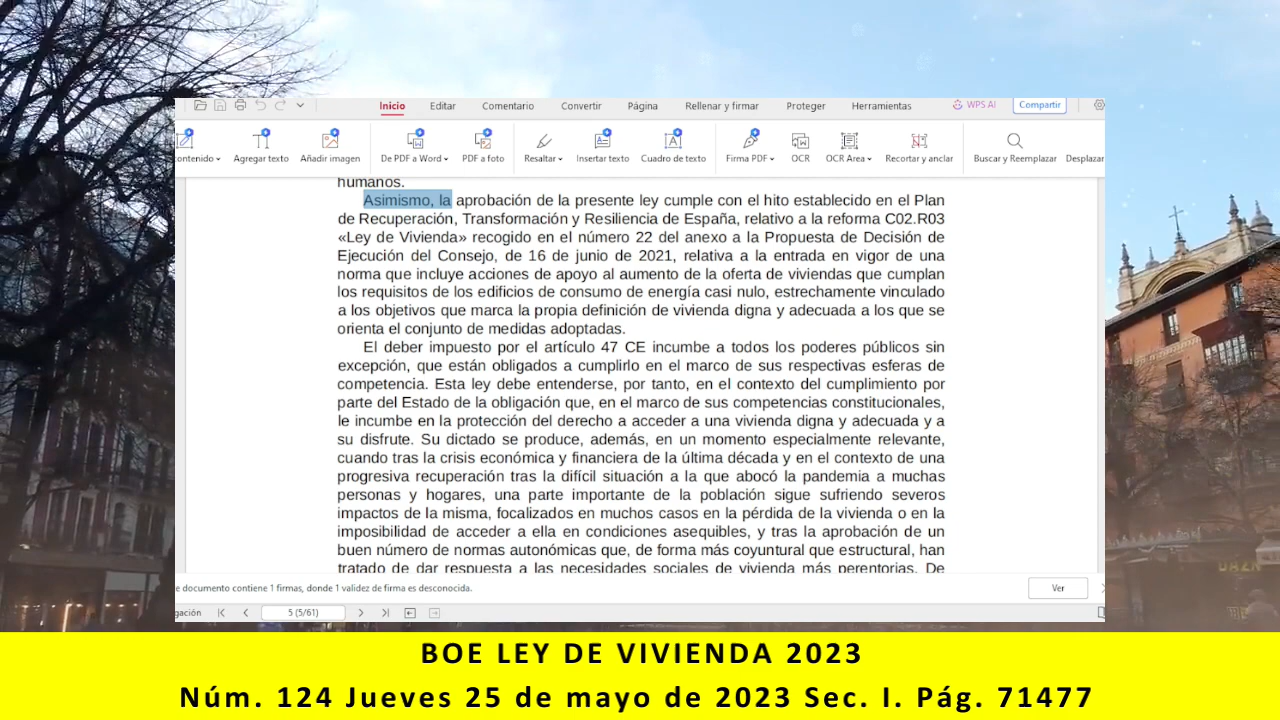 Inicio Editar Comentario Convertir Página Rellenar y firmar Proteger Herramientas WPS AI Compartir
contenido Agregar texto Añadir imagen De PDF a Word PDF a foto Resaltar Insertar texto Cuadro de texto Firma PDF OCR OCR Area Recortar y anclar Buscar y Reemplazar Desplazar
humanos.
Asimismo, la aprobación de la presente ley cumple con el hito establecido en el Plan
de Recuperación, Transformación y Resiliencia de España, relativo a la reforma C02.R03
«Ley de Vivienda» recogido en el número 22 del anexo a la Propuesta de Decisión de
Ejecución del Consejo, de 16 de junio de 2021, relativa a la entrada en vigor de una
norma que incluye acciones de apoyo al aumento de la oferta de viviendas que cumplan
los requisitos de los edificios de consumo de energía casi nulo, estrechamente vinculado
a los objetivos que marca la propia definición de vivienda digna y adecuada a los que se
orienta el conjunto de medidas adoptadas.
El deber impuesto por el artículo 47 CE incumbe a todos los poderes públicos sin
excepción, que están obligados a cumplirlo en el marco de sus respectivas esferas de
competencia. Esta ley debe entenderse, por tanto, en el contexto del cumplimiento por
parte del Estado de la obligación que, en el marco de sus competencias constitucionales,
le incumbe en la protección del derecho a acceder a una vivienda digna y adecuada y a
su disfrute. Su dictado se produce, además, en un momento especialmente relevante,
cuando tras la crisis económica y financiera de la última década y en el contexto de una
progresiva recuperación tras la difícil situación a la que abocó la pandemia a muchas
personas y hogares, una parte importante de la población sigue sufriendo severos
impactos de la misma, focalizados en muchos casos en la pérdida de la vivienda o en la
imposibilidad de acceder a ella en condiciones asequibles, y tras la aprobación de un
buen número de normas autonómicas que, de forma más coyuntural que estructural, han
tratado de dar respuesta a las necesidades sociales de vivienda más perentorias. De
e documento contiene 1 firmas, donde 1 validez de firma es desconocida. Ver
gación 5 (5/61)
BOE LEY DE VIVIENDA 2023
Núm. 124 Jueves 25 de mayo de 2023 Sec. I. Pág. 71477